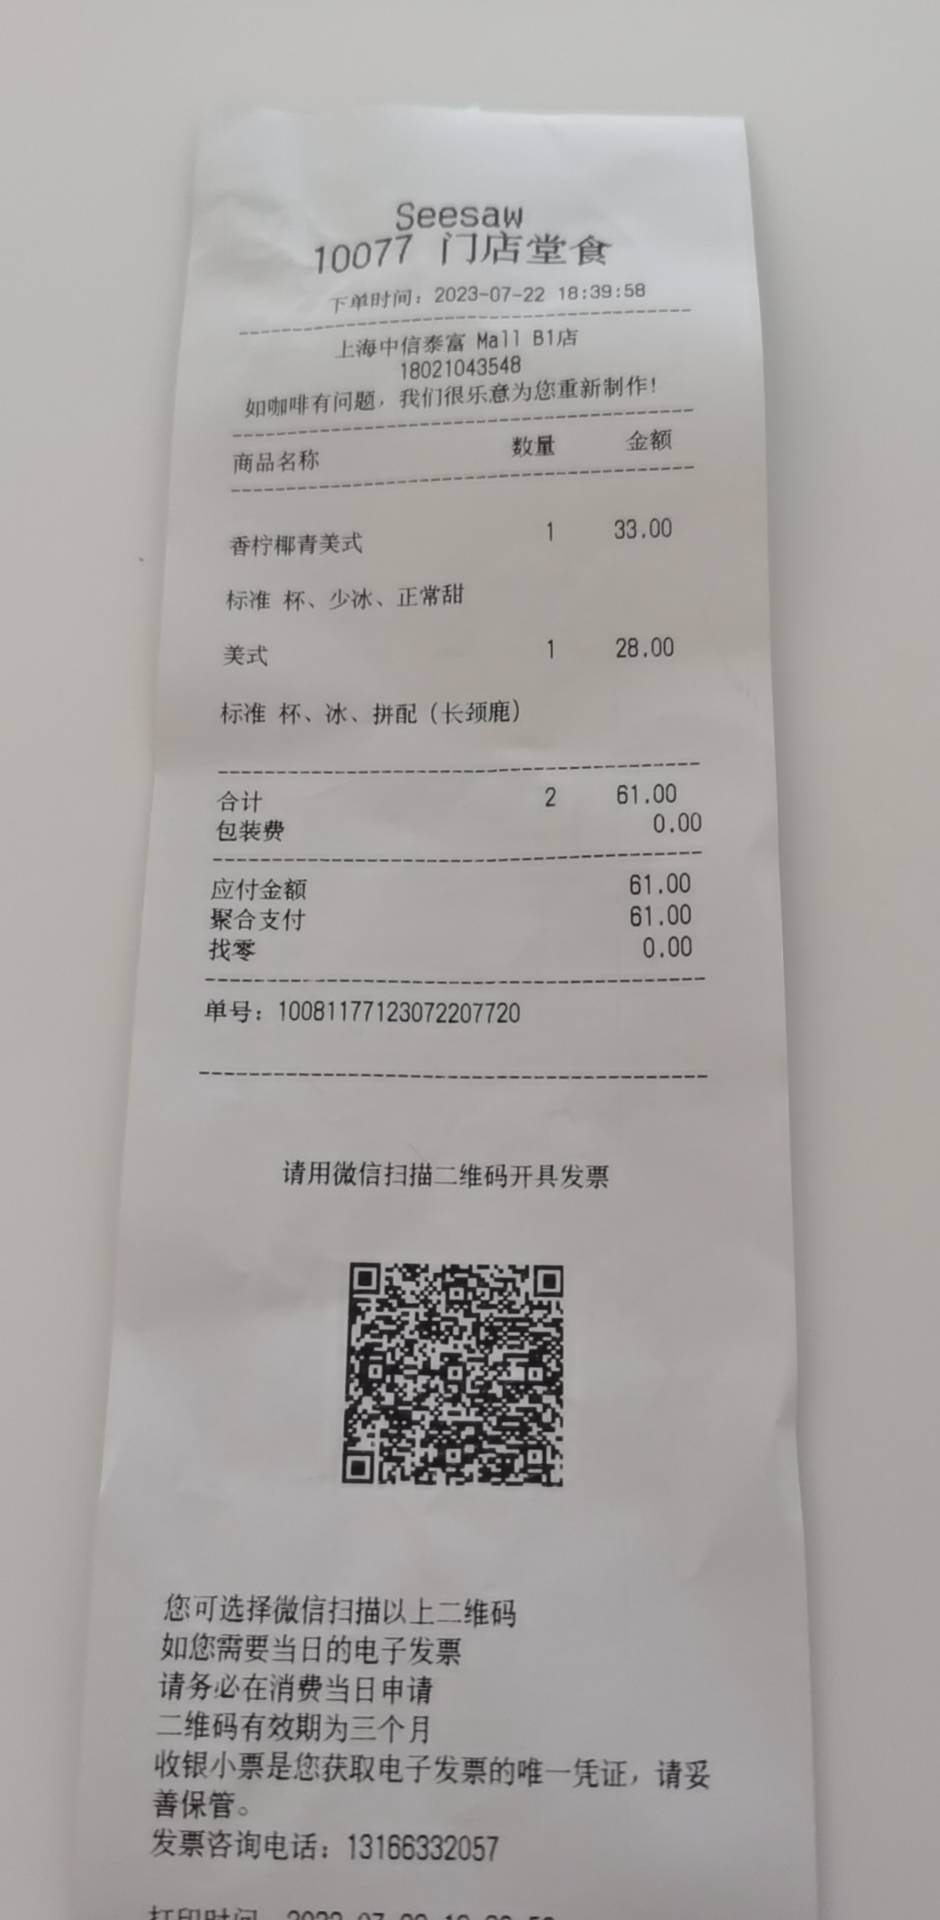 Seesaw
10077 门店堂食
下单时间：2023-07-22 18:39:58
上海中信泰富 Mall B1店
18021043548
如咖啡有问题，我们很乐意为您重新制作！
商品名称 数量 金额
香柠椰青美式 1 33.00
标准 杯、少冰、正常甜
美式 1 28.00
标准 杯、冰、拼配（长颈鹿）
合计 2 61.00
包装费 0.00
应付金额 61.00
聚合支付 61.00
找零 0.00
单号：10081177123072207720
请用微信扫描二维码开具发票
您可选择微信扫描以上二维码
如您需要当日的电子发票
请务必在消费当日申请
二维码有效期为三个月
收银小票是您获取电子发票的唯一凭证，请妥
善保管。
发票咨询电话：13166332057
打印时间